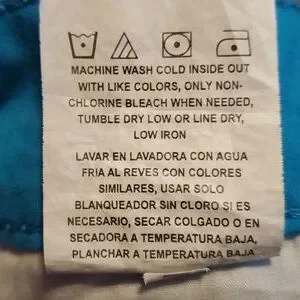 MACHINE WASH COLD INSIDE OUT
WITH LIKE COLORS, ONLY NON-
CHLORINE BLEACH WHEN NEEDED,
TUMBLE DRY LOW OR LINE DRY,
LOW IRON
LAVAR EN LAVADORA CON AGUA
FRIA AL REVES CON COLORES
SIMILARES, USAR SOLO
BLANQUEADOR SIN CLORO SI ES
NECESARIO, SECAR COLGADO O EN
SECADORA A TEMPERATURA BAJA,
PLANCHAR A TEMPERATURA BAJA